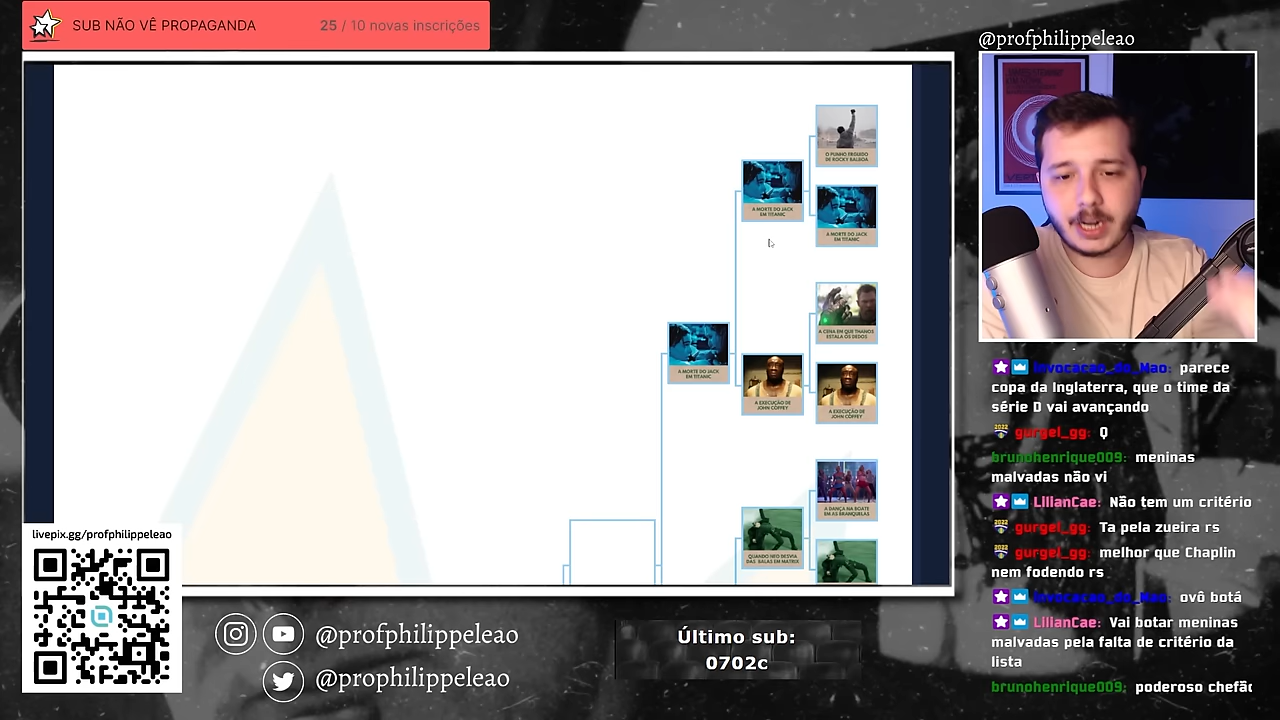 SUB NÃO VÊ PROPAGANDA
25 / 10 novas inscrições
@profphilippeleao
O PUNHO ERGUIDO
DE ROCKY BALBOA
A MORTE DO JACK
EM TITANIC
A MORTE DO JACK
EM TITANIC
A CENA EM QUE THANOS
ESTALA OS DEDOS
A MORTE DO JACK
EM TITANIC
A EXECUÇÃO DE
JOHN COFFEY
A EXECUÇÃO DE
JOHN COFFEY
A DANÇA NA BOATE
EM AS BRANQUELAS
QUANDO NEO DESVIA
DAS BALAS EM MATRIX
Invocacao_do_Mao: parece
copa da Inglaterra, que o time da
série D vai avançando
gurgel_gg: Q
brunohenrique009: meninas
malvadas não vi
LilianCae: Não tem um critério
gurgel_gg: Ta pela zueira rs
gurgel_gg: melhor que Chaplin
nem fodendo rs
Invocacao_do_Mao: ovô botá
LilianCae: Vai botar meninas
malvadas pela falta de critério da
lista
brunohenrique009: poderoso chefã
livepix.gg/profphilippeleao
@profphilippeleao
@prophilippeleao
Último sub:
0702c